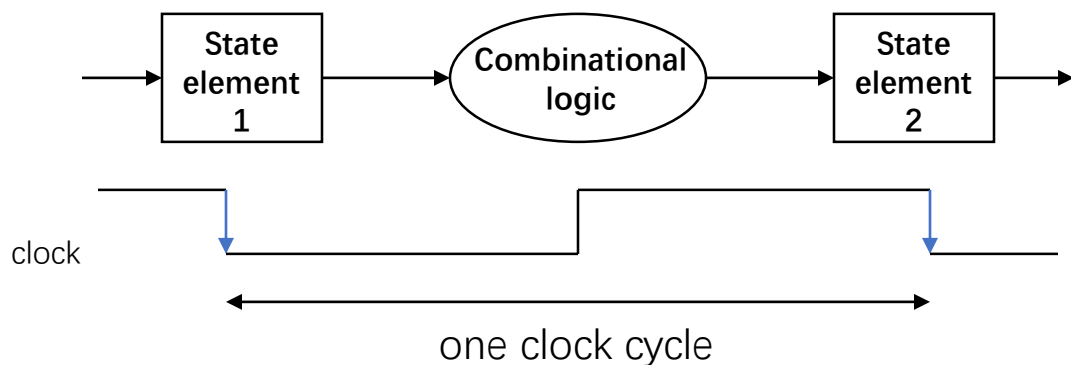 State
element
1
Combinational
logic
State
element
2
clock
one clock cycle